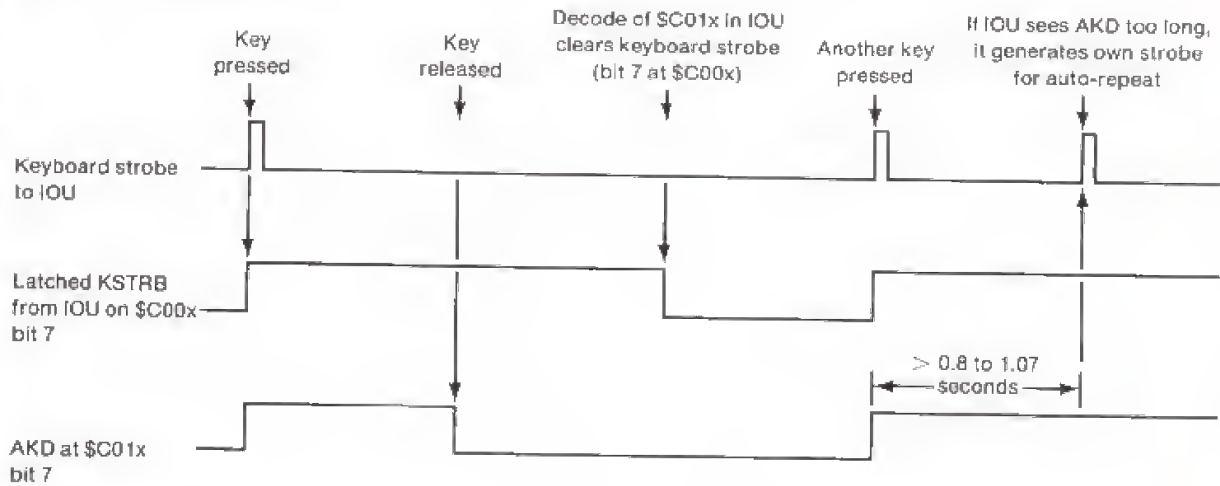 Key
pressed
Key
released
Decode of $C01x in IOU
clears keyboard strobe
(bit 7 at $C00x)
Another key
pressed
If IOU sees AKD too long,
it generates own strobe
for auto-repeat
Keyboard strobe
to IOU
Latched KSTRB
from IOU on $C00x
bit 7
> 0.8 to 1.07
seconds
AKD at $C01x
bit 7